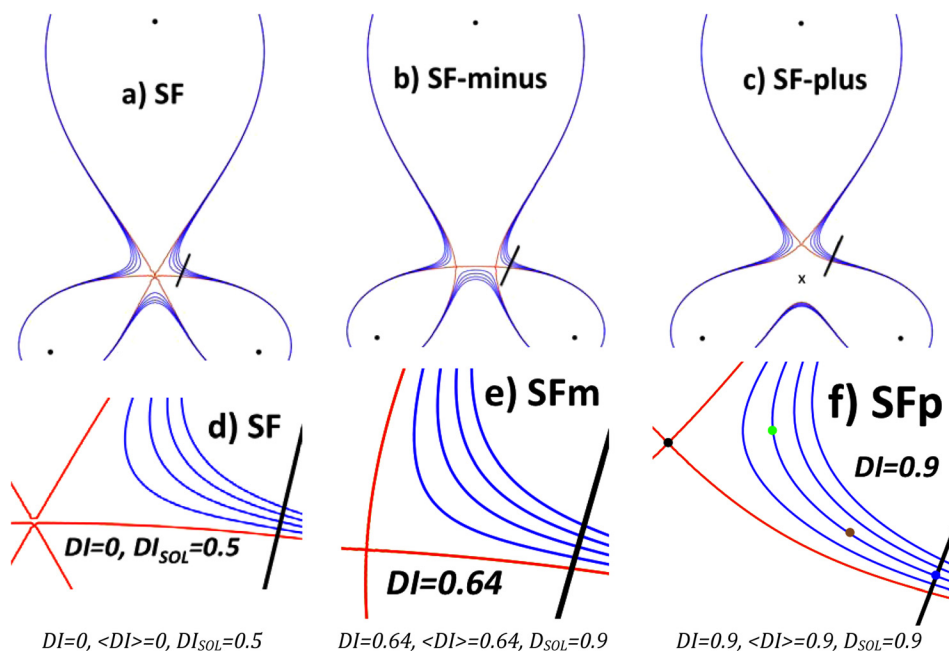 a) SF
b) SF-minus
c) SF-plus
x
d) SF
DI=0, DI_SOL=0.5
e) SFm
DI=0.64
f) SFp
DI=0.9
DI=0, <DI>=0, DI_SOL=0.5
DI=0.64, <DI>=0.64, D_SOL=0.9
DI=0.9, <DI>=0.9, D_SOL=0.9